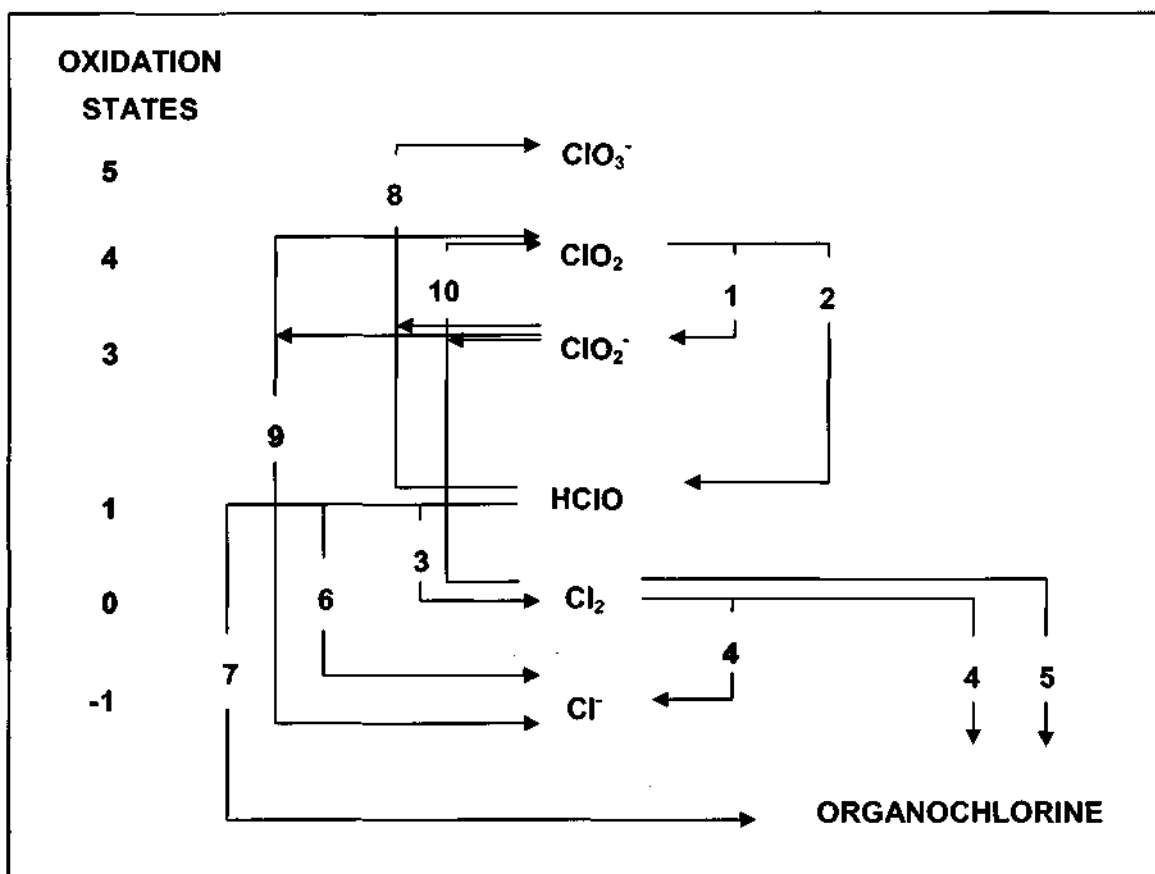 OXIDATION
STATES
5 ClO₃⁻
8
4 ClO₂
10 1 2
3 ClO₂⁻
9
1 HClO
3
0 6 Cl₂
4
7 4 5
-1 Cl⁻
ORGANOCHLORINE